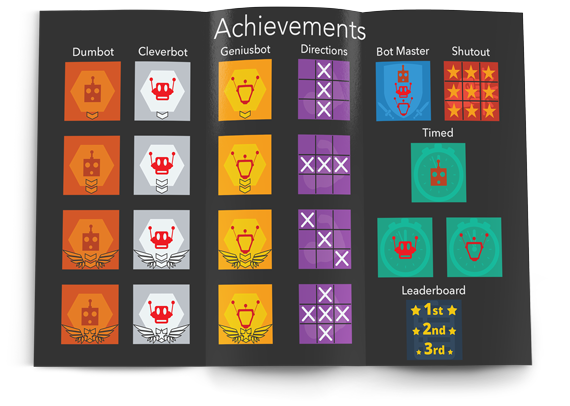 Achievements
Dumbot Cleverbot Geniusbot Directions Bot Master Shutout
Timed
Leaderboard
1st
2nd
3rd